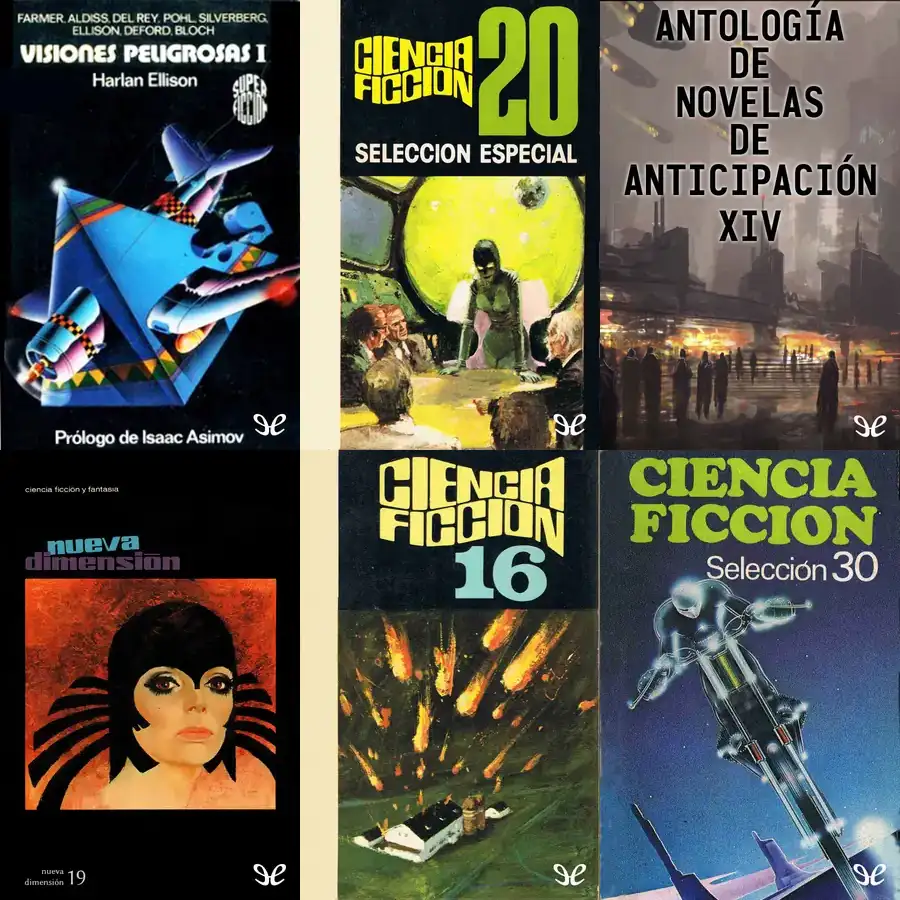 FARMER, ALDISS, DEL REY, POHL, SILVERBERG,
ELLISON, DEFORD, BLOCH
VISIONES PELIGROSAS I
Harlan Ellison
SUPER
FICCION
Prólogo de Isaac Asimov
CIENCIA
FICCION
20
SELECCION ESPECIAL
ANTOLOGÍA
DE
NOVELAS
DE
ANTICIPACIÓN
XIV
ciencia ficción y fantasia
nueva
dimensión
nueva
dimensión 19
CIENCIA
FICCION
16
CIENCIA
FICCION
Selección 30